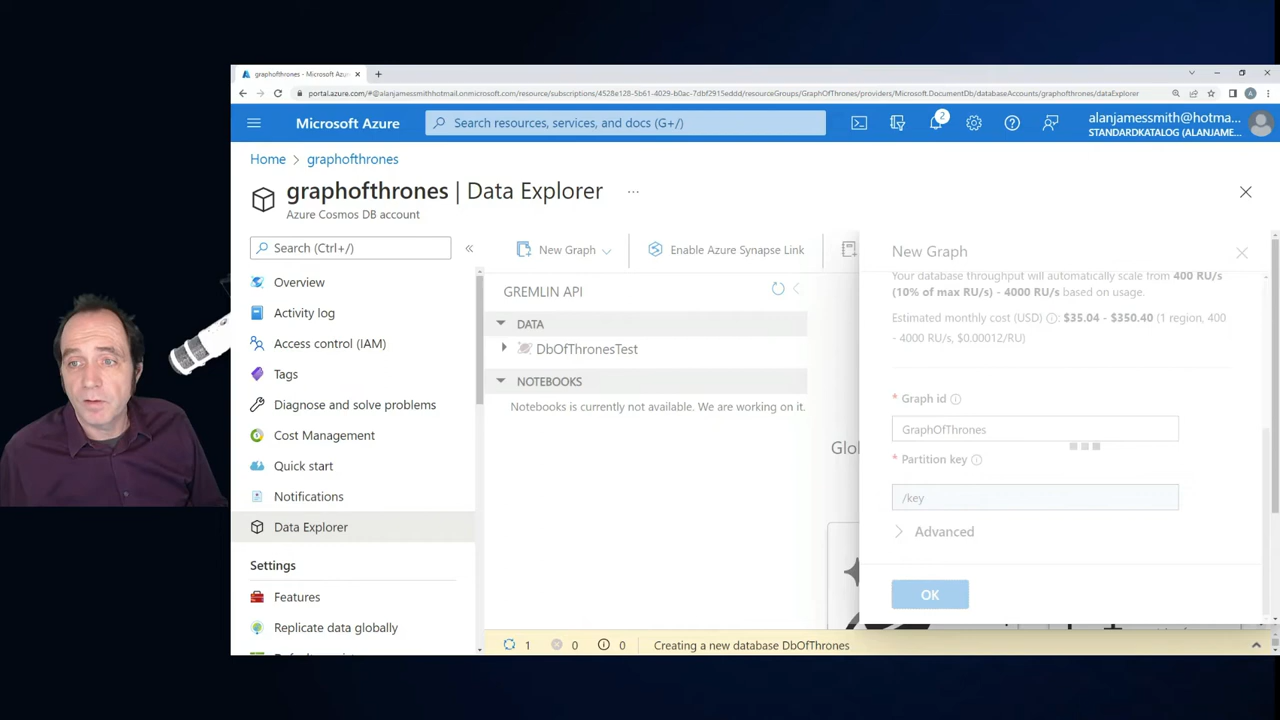 graphofthrones - Microsoft Azu
portal.azure.com/#@alanjamessmithhotmail.onmicrosoft.com/resource/subscriptions/4528e128-5b61-4029-b0ac-7dbf2915eddd/resourceGroups/GraphOfThrones/providers/Microsoft.DocumentDb/databaseAccounts/graphofthrones/dataExplorer
Microsoft Azure
Search resources, services, and docs (G+/)
2
alanjamessmith@hotma...
STANDARDKATALOG (ALANJAME...
Home > graphofthrones
graphofthrones | Data Explorer ...
Azure Cosmos DB account
Search (Ctrl+/)
Overview
Activity log
Access control (IAM)
Tags
Diagnose and solve problems
Cost Management
Quick start
Notifications
Data Explorer
Settings
Features
Replicate data globally
New Graph
Enable Azure Synapse Link
GREMLIN API
DATA
DbOfThronesTest
NOTEBOOKS
Notebooks is currently not available. We are working on it.
New Graph
Your database throughput will automatically scale from 400 RU/s
(10% of max RU/s) - 4000 RU/s based on usage.
Estimated monthly cost (USD) : $35.04 - $350.40 (1 region, 400
- 4000 RU/s, $0.00012/RU)
* Graph id
GraphOfThrones
* Partition key
/key
Advanced
OK
1 0 0 Creating a new database DbOfThrones